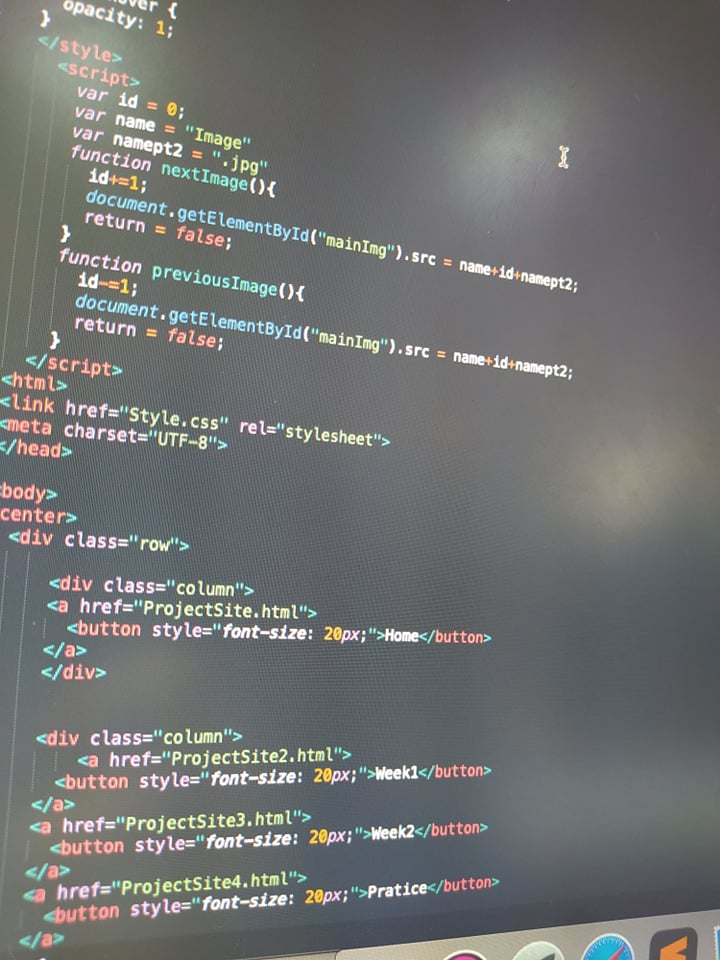 opacity: 1;
}
</style>
<script>
var id = 0;
var name = "Image"
var namept2 = ".jpg"
function nextImage(){
id+=1;
document.getElementById("mainImg").src = name+id+namept2;
return = false;
}
function previousImage(){
id-=1;
document.getElementById("mainImg").src = name+id+namept2;
return = false;
}
</script>
<html>
<link href="Style.css" rel="stylesheet">
<meta charset="UTF-8">
</head>
body>
center>
<div class="row">
<div class="column">
<a href="ProjectSite.html">
<button style="font-size: 20px;">Home</button>
</a>
</div>
<div class="column">
<a href="ProjectSite2.html">
<button style="font-size: 20px;">Week1</button>
</a>
<a href="ProjectSite3.html">
<button style="font-size: 20px;">Week2</button>
</a>
<a href="ProjectSite4.html">
<button style="font-size: 20px;">Pratice</button>
</a>